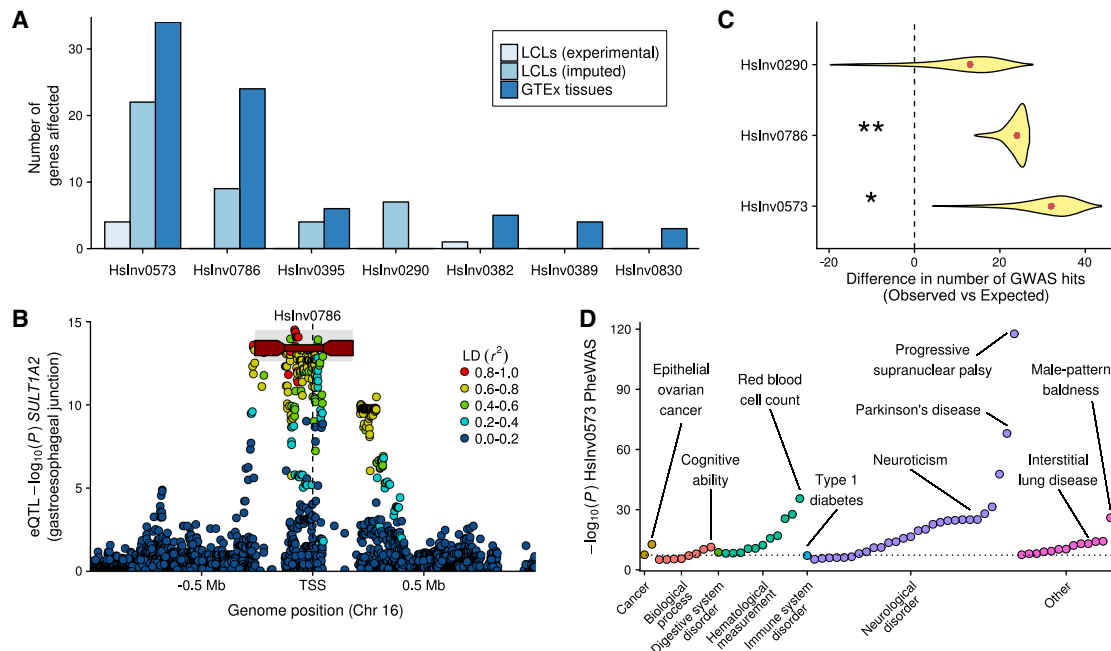 A
Number of
genes affected
30
20
10
0
LCLs (experimental)
LCLs (imputed)
GTEx tissues
HsInv0573
HsInv0786
HsInv0395
HsInv0290
HsInv0382
HsInv0389
HsInv0830
B
HsInv0786
eQTL −log10(P) SULT1A2
(gastroesophageal junction)
15
10
5
0
LD (r²)
0.8-1.0
0.6-0.8
0.4-0.6
0.2-0.4
0.0-0.2
-0.5 Mb
TSS
0.5 Mb
Genome position (Chr 16)
C
HsInv0290
HsInv0786
**
HsInv0573
*
-20
0
20
40
Difference in number of GWAS hits
(Observed vs Expected)
D
−log10(P) HsInv0573 PheWAS
120
90
60
30
0
Epithelial
ovarian
cancer
Cognitive
ability
Red blood
cell count
Type 1
diabetes
Neuroticism
Parkinson's disease
Progressive
supranuclear palsy
Male-pattern
baldness
Interstitial
lung disease
Cancer
Biological
process
Digestive system
disorder
Hematological
measurement
Immune system
disorder
Neurological
disorder
Other